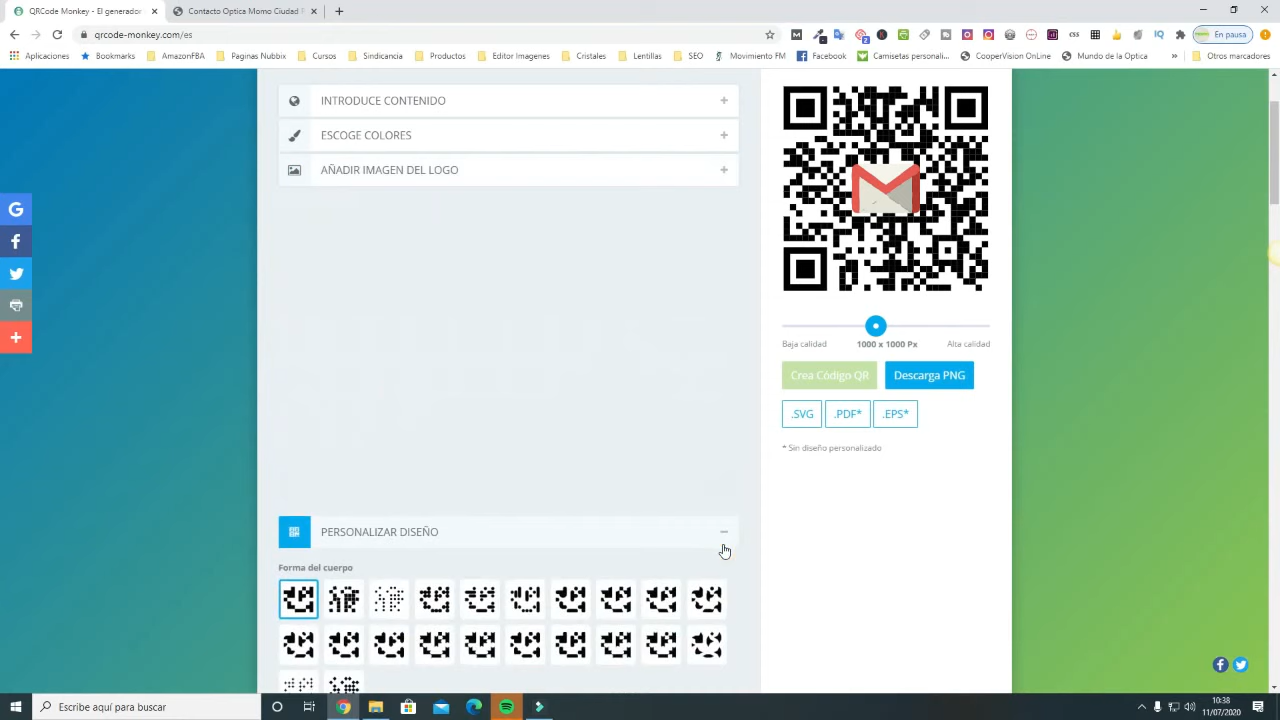 QRCode Monkey - El generador
Contacto Optica Momo Ciudad R
qrcode-monkey.com/es
En pausa
Aplicaciones
Bookmarks
AmazonFBA
Paginas Nubbix
Cursos
Sindicancia
Productos
Editor Imagenes
Cristales
Lentillas
SEO
Movimiento FM
Facebook
Camisetas personali...
CooperVision OnLine
Mundo de la Optica
»
Otros marcadores
INTRODUCE CONTENIDO
ESCOGE COLORES
AÑADIR IMAGEN DEL LOGO
Baja calidad
1000 x 1000 Px
Alta calidad
Crea Código QR
Descarga PNG
.SVG
.PDF*
.EPS*
* Sin diseño personalizado
PERSONALIZAR DISEÑO
Forma del cuerpo
Escribe aquí para buscar
10:38
11/07/2020